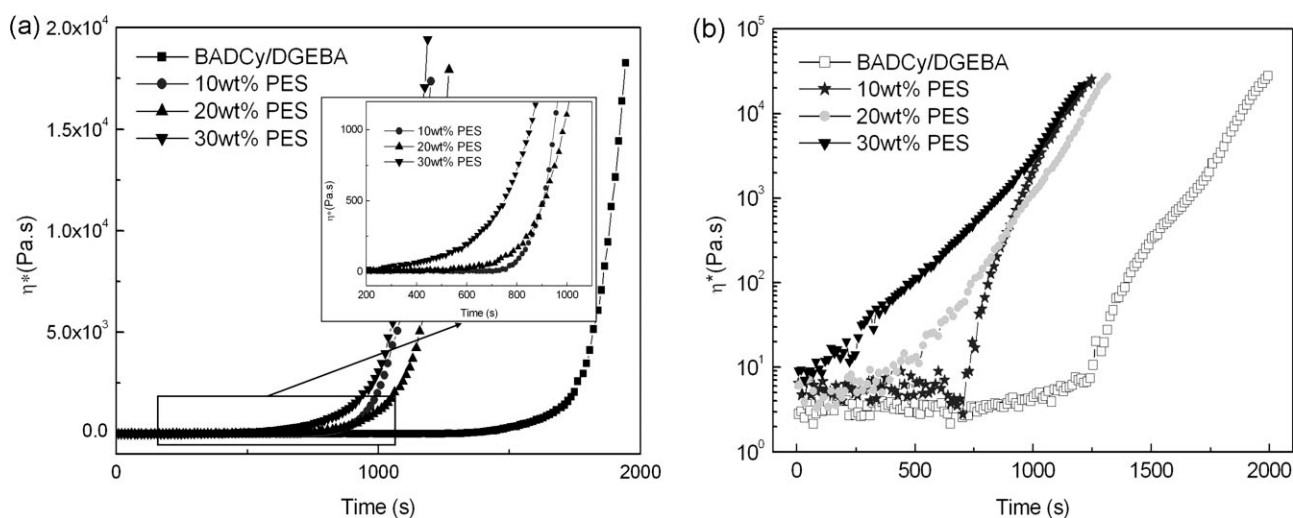 (a)
2.0x10⁴
1.5x10⁴
1.0x10⁴
5.0x10³
0.0
η*(Pa.s)
BADCy/DGEBA
10wt% PES
20wt% PES
30wt% PES
1000
500
0
η*(Pa.s)
10wt% PES
20wt% PES
30wt% PES
200 400 600 800 1000
Time (s)
0 1000 2000
Time (s)
(b)
10⁵
10⁴
10³
10²
10¹
10⁰
η*(Pa.s)
BADCy/DGEBA
10wt% PES
20wt% PES
30wt% PES
0 500 1000 1500 2000
Time (s)